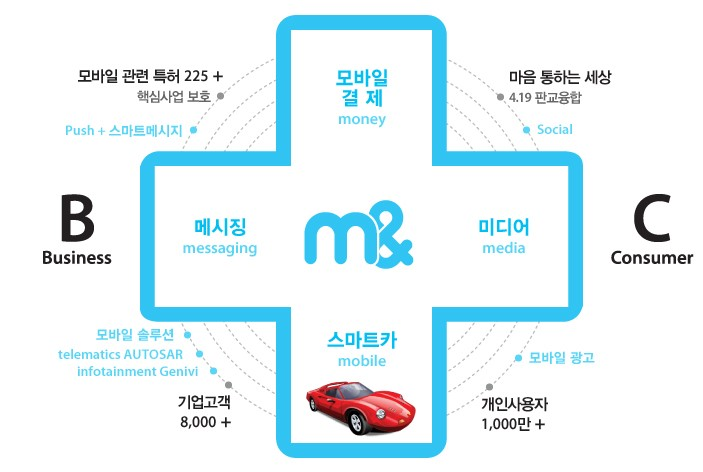 모바일 관련 특허 225 +
핵심사업 보호
Push + 스마트메시지
모바일
결 제
money
마음 통하는 세상
4.19 판교융합
Social
B
Business
메시징
messaging
m&
미디어
media
C
Consumer
모바일 솔루션
telematics AUTOSAR
infotainment Genivi
기업고객
8,000 +
스마트카
mobile
모바일 광고
개인사용자
1,000만 +